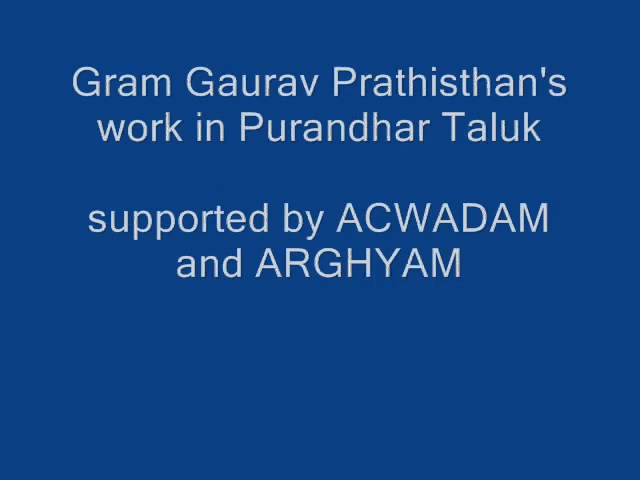 Gram Gaurav Prathisthan's
work in Purandhar Taluk
supported by ACWADAM
and ARGHYAM